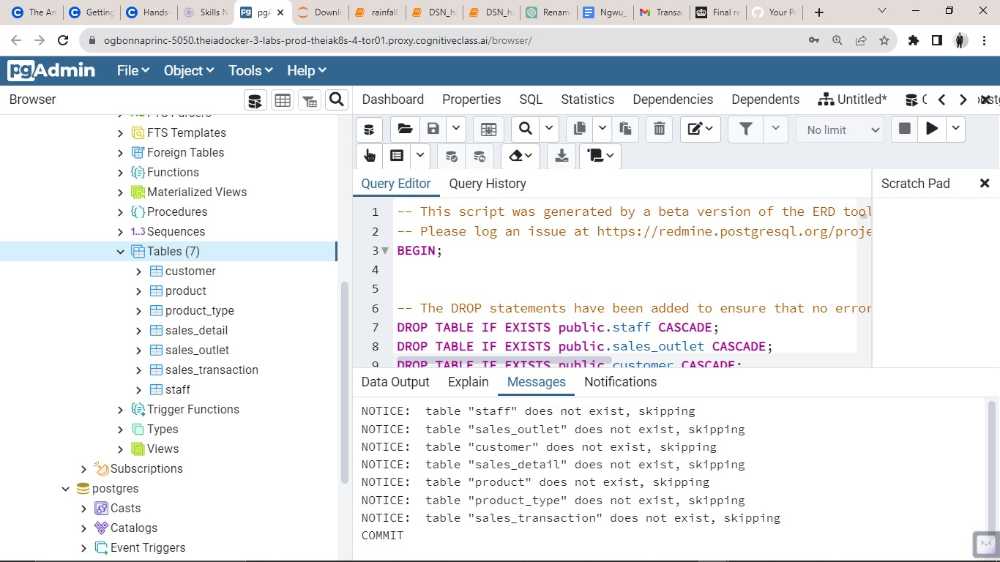 The An
Getting
Hands-
Skills N
pgA
Downlo
rainfall
DSN_ha
DSN_ha
Renam
Ngwu_
Transac
Final re
Your P
ogbonnaprinc-5050.theiadocker-3-labs-prod-theiak8s-4-tor01.proxy.cognitiveclass.ai/browser/
pgAdmin File Object Tools Help
Browser
Dashboard Properties SQL Statistics Dependencies Dependents Untitled*
FTS Parsers
FTS Templates
Foreign Tables
Functions
Materialized Views
Procedures
1..3 Sequences
Tables (7)
customer
product
product_type
sales_detail
sales_outlet
sales_transaction
staff
Trigger Functions
Types
Views
Subscriptions
postgres
Casts
Catalogs
Event Triggers
No limit
Query Editor Query History
Scratch Pad
1 -- This script was generated by a beta version of the ERD tool
2 -- Please log an issue at https://redmine.postgresql.org/proje
3 BEGIN;
4
5
6 -- The DROP statements have been added to ensure that no error
7 DROP TABLE IF EXISTS public.staff CASCADE;
8 DROP TABLE IF EXISTS public.sales_outlet CASCADE;
9 DROP TABLE IF EXISTS public.customer CASCADE;
Data Output Explain Messages Notifications
NOTICE: table "staff" does not exist, skipping
NOTICE: table "sales_outlet" does not exist, skipping
NOTICE: table "customer" does not exist, skipping
NOTICE: table "sales_detail" does not exist, skipping
NOTICE: table "product" does not exist, skipping
NOTICE: table "product_type" does not exist, skipping
NOTICE: table "sales_transaction" does not exist, skipping
COMMIT